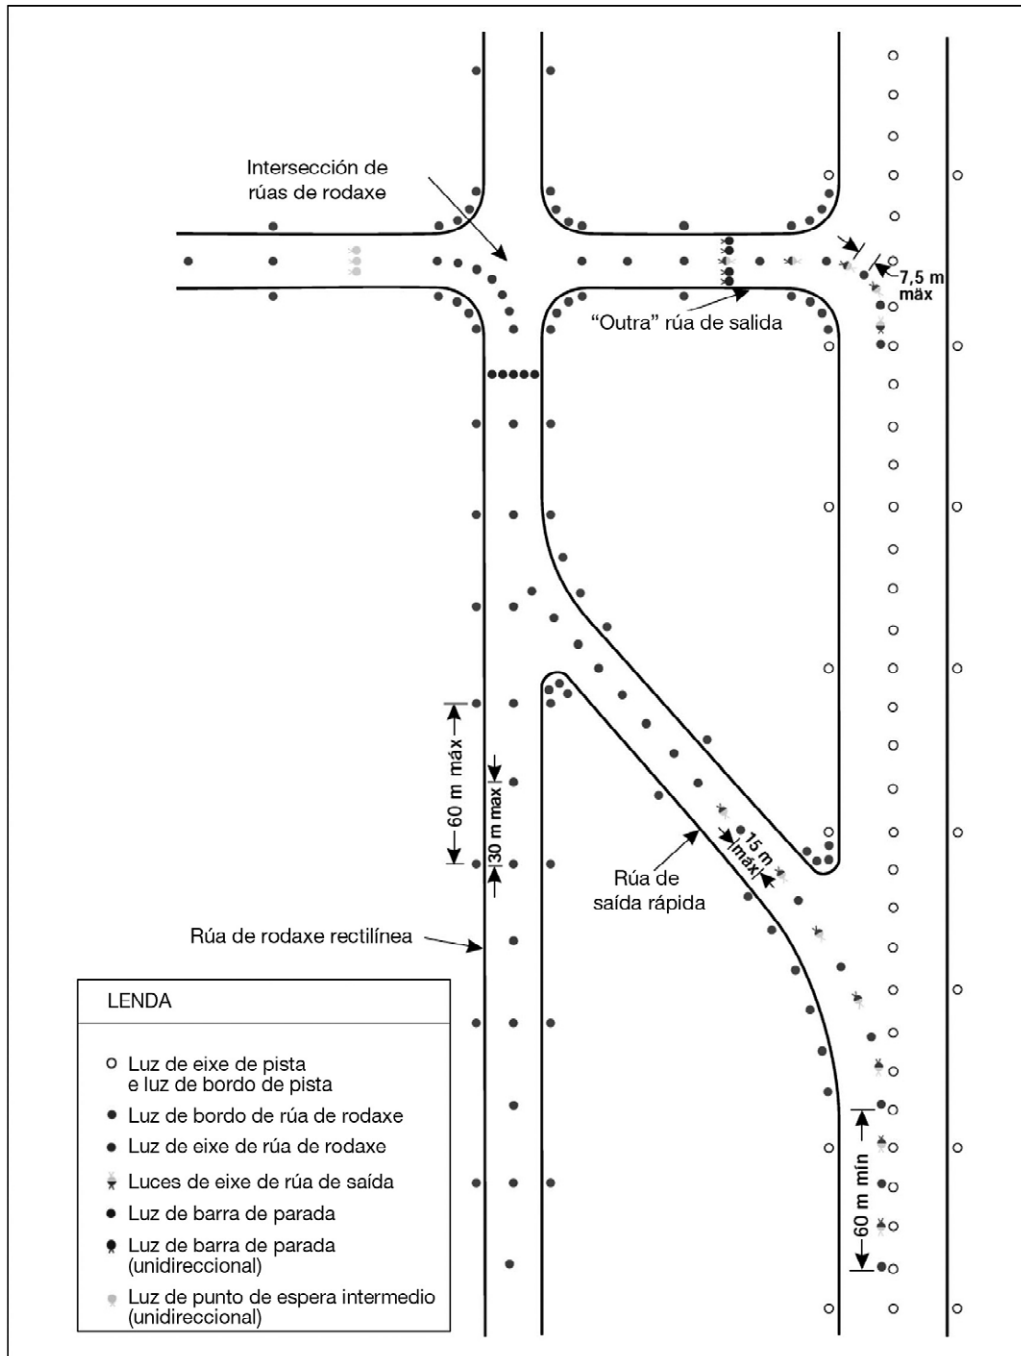 Intersección de
rúas de rodaxe
7,5 m
mäx
“Outra” rúa de salida
60 m máx
30 m max
15 m
máx
Rúa de
saída rápida
Rúa de rodaxe rectilínea
60 m mín
LENDA
Luz de eixe de pista
e luz de bordo de pista
Luz de bordo de rúa de rodaxe
Luz de eixe de rúa de rodaxe
Luces de eixe de rúa de saída
Luz de barra de parada
Luz de barra de parada
(unidireccional)
Luz de punto de espera intermedio
(unidireccional)